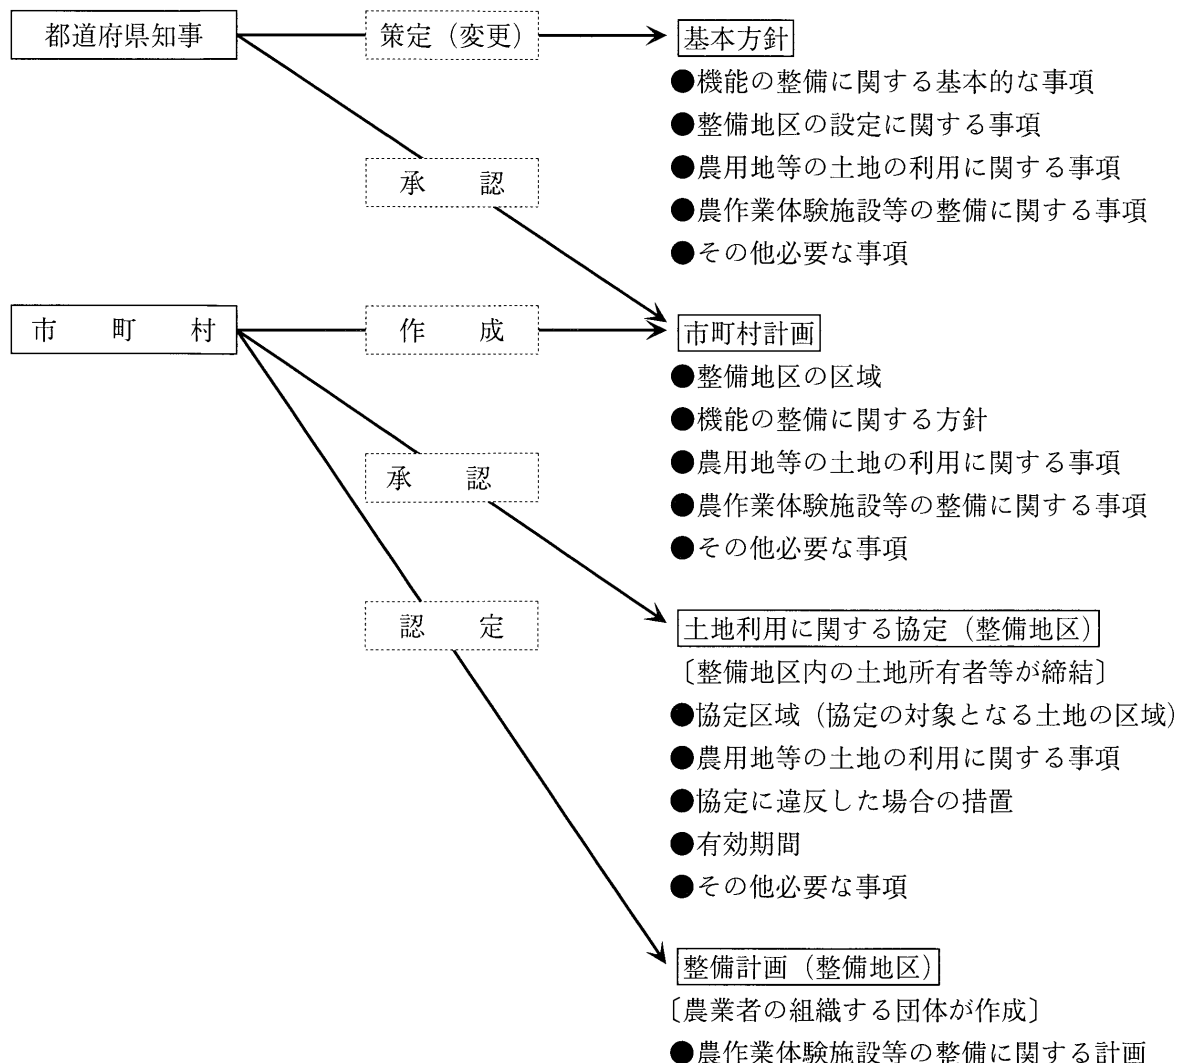 都道府県知事
策定（変更）
基本方針
●機能の整備に関する基本的な事項
●整備地区の設定に関する事項
●農用地等の土地の利用に関する事項
●農作業体験施設等の整備に関する事項
●その他必要な事項
承　　認
市　　町　　村
作　　成
市町村計画
●整備地区の区域
●機能の整備に関する方針
●農用地等の土地の利用に関する事項
●農作業体験施設等の整備に関する事項
●その他必要な事項
承　　認
土地利用に関する協定（整備地区）
〔整備地区内の土地所有者等が締結〕
●協定区域（協定の対象となる土地の区域）
●農用地等の土地の利用に関する事項
●協定に違反した場合の措置
●有効期間
●その他必要な事項
認　　定
整備計画（整備地区）
〔農業者の組織する団体が作成〕
●農作業体験施設等の整備に関する計画